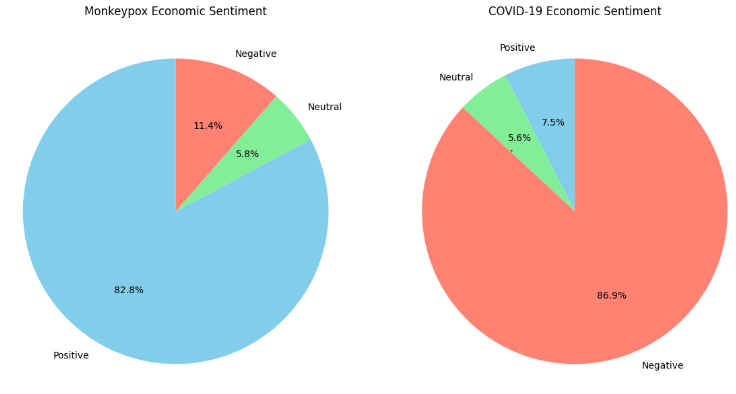 Monkeypox Economic Sentiment
Negative
Neutral
11.4%
5.8%
82.8%
Positive
COVID-19 Economic Sentiment
Positive
Neutral
7.5%
5.6%
86.9%
Negative